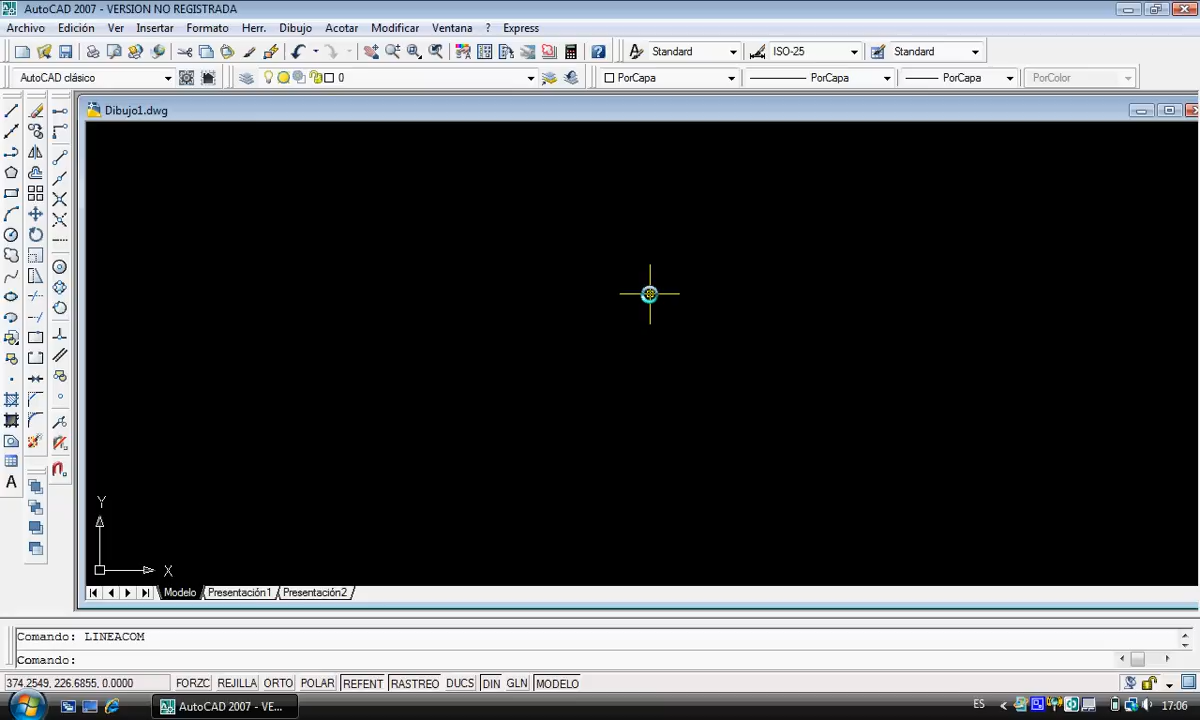 AutoCAD 2007 - VERSION NO REGISTRADA
Archivo Edición Ver Insertar Formato Herr. Dibujo Acotar Modificar Ventana ? Express
Standard ISO-25 Standard
AutoCAD clásico 0 PorCapa PorCapa PorCapa PorColor
Dibujo1.dwg
A
Y
X
Modelo Presentación1 Presentación2
Comando: LINEACOM
Comando:
374.2549, 226.6855, 0.0000 FORZC REJILLA ORTO POLAR REFENT RASTREO DUCS DIN GLN MODELO
AutoCAD 2007 - VE... ES 17:06